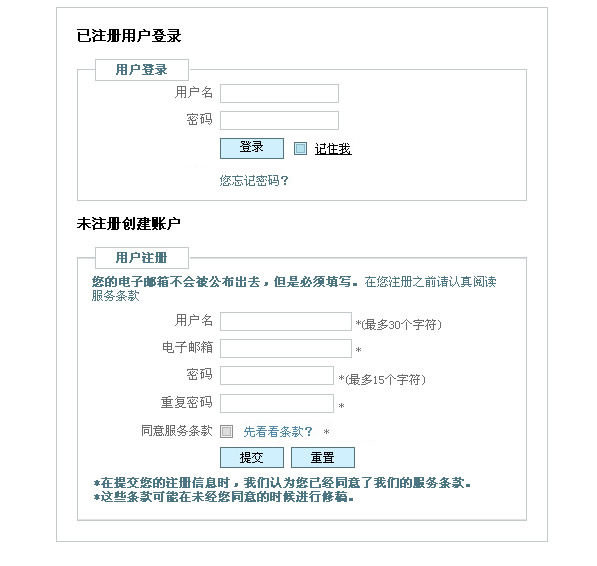 已注册用户登录
用户登录
用户名
密码
登录 记住我
您忘记密码?
未注册创建账户
用户注册
您的电子邮箱不会被公布出去，但是必须填写。在您注册之前请认真阅读
服务条款
用户名 *(最多30个字符)
电子邮箱 *
密码 *(最多15个字符)
重复密码 *
同意服务条款 先看看条款? *
提交 重置
*在提交您的注册信息时，我们认为您已经同意了我们的服务条款。
*这些条款可能在未经您同意的时候进行修稿。